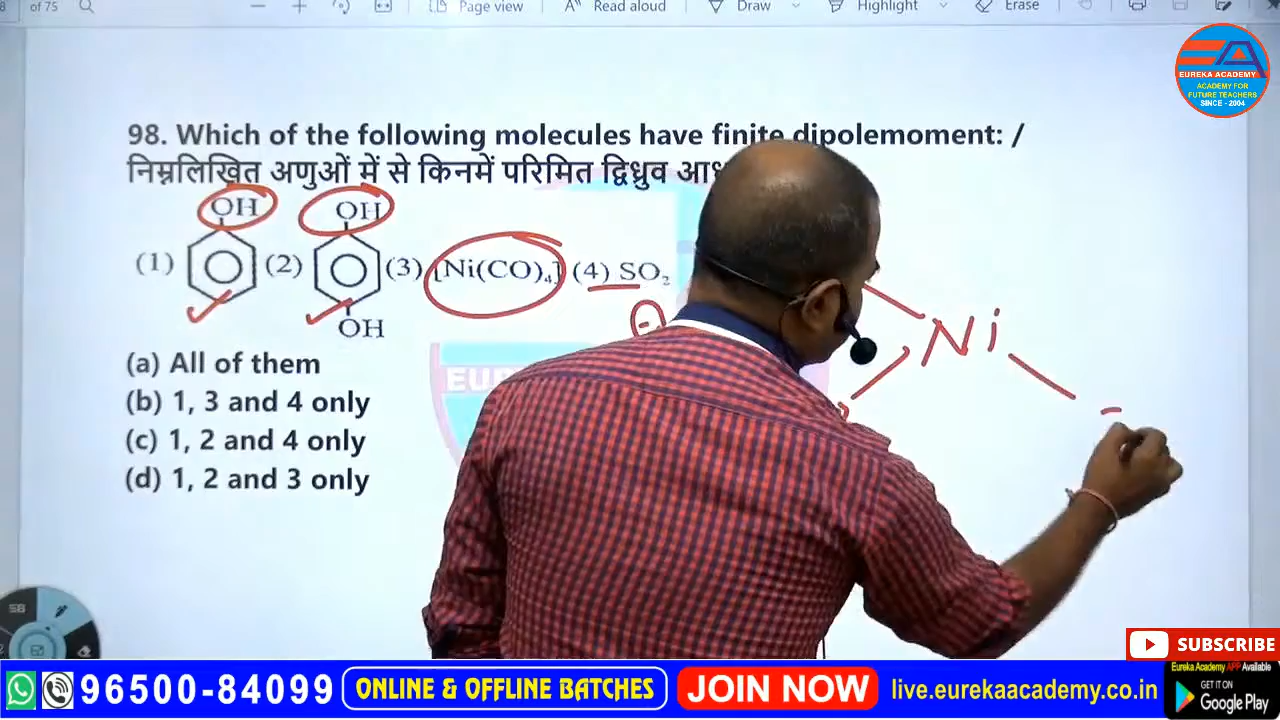 of 75 Page view Read aloud Draw Highlight Erase
EUREKA ACADEMY
ACADEMY FOR
FUTURE TEACHERS
SINCE - 2004
98. Which of the following molecules have finite dipolemoment: /
निम्नलिखित अणुओं में से किनमें परिमित द्विध्रुव
OH OH
(1) (2) (3) [Ni(CO)₄] (4) SO₂
OH
Ni
(a) All of them
(b) 1, 3 and 4 only
(c) 1, 2 and 4 only
(d) 1, 2 and 3 only
SUBSCRIBE
96500-84099 ONLINE & OFFLINE BATCHES JOIN NOW live.eurekaacademy.co.in
Eureka Academy APP Available
GET IT ON
Google Play